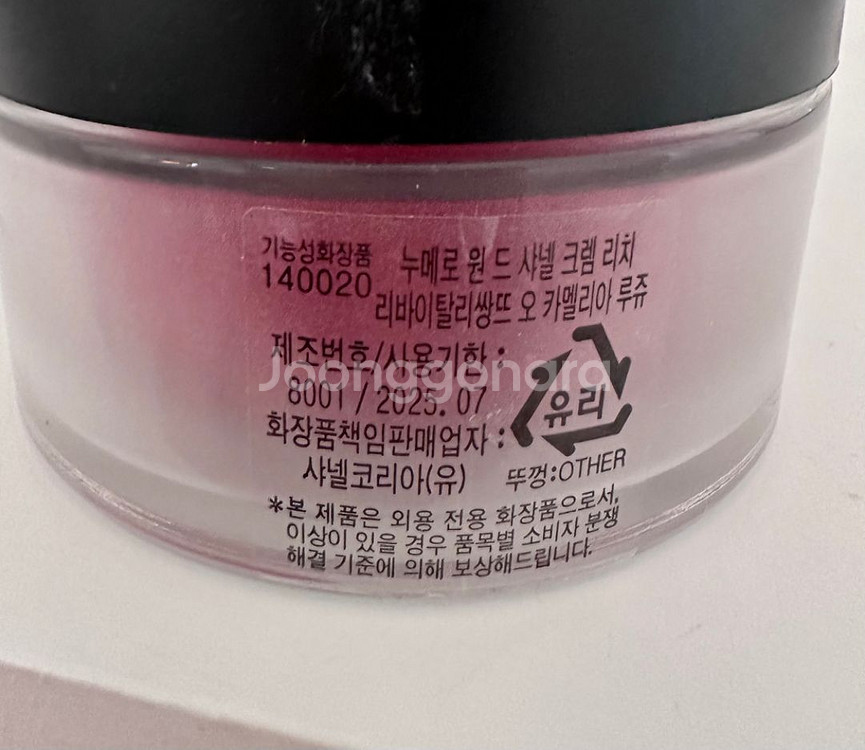 기능성화장품
140020
누메로 원 드 샤넬 크렘 리치
리바이탈리쌍뜨 오 카멜리아 루쥬
제조번호/사용기한 :
8001 / 2025. 07
Joonggonara
유리
화장품책임판매업자 :
샤넬코리아(유)
뚜껑:OTHER
*본 제품은 외용 전용 화장품으로서,
이상이 있을 경우 품목별 소비자 분쟁
해결 기준에 의해 보상해드립니다.